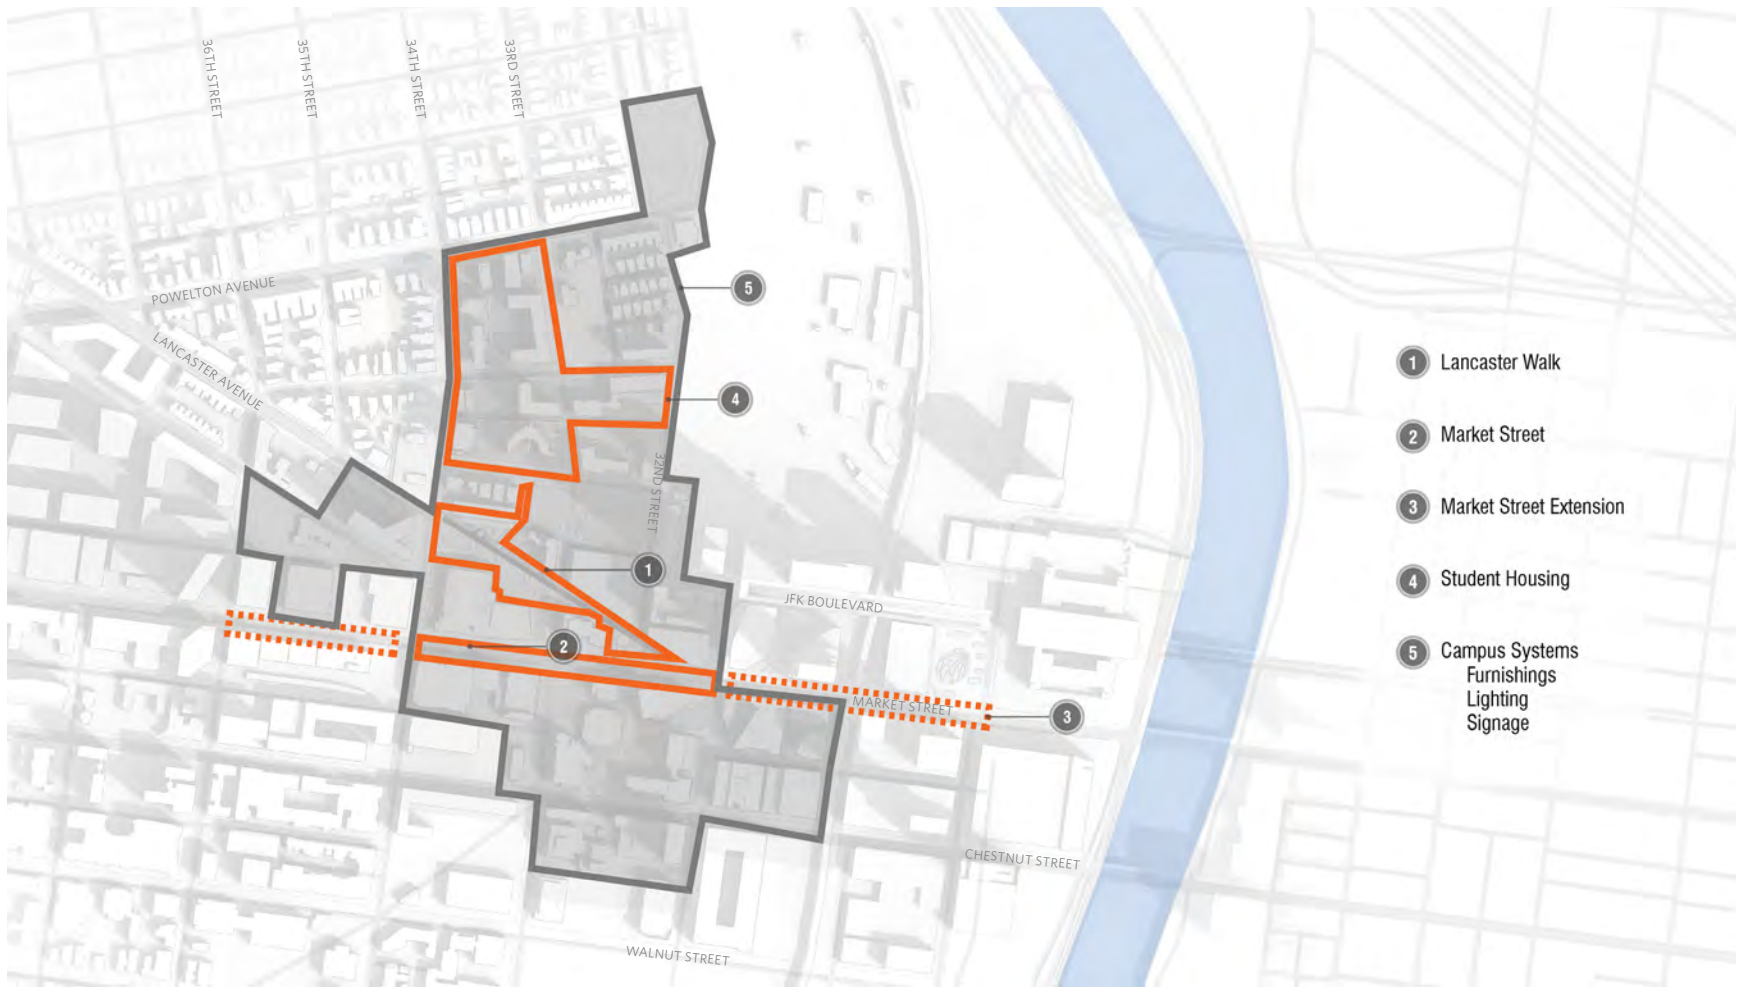 36TH STREET
35TH STREET
34TH STREET
33RD STREET
POWELTON AVENUE
LANCASTER AVENUE
5
4
32ND STREET
1
JFK BOULEVARD
2
MARKET STREET
3
CHESTNUT STREET
WALNUT STREET
1 Lancaster Walk
2 Market Street
3 Market Street Extension
4 Student Housing
5 Campus Systems
Furnishings
Lighting
Signage